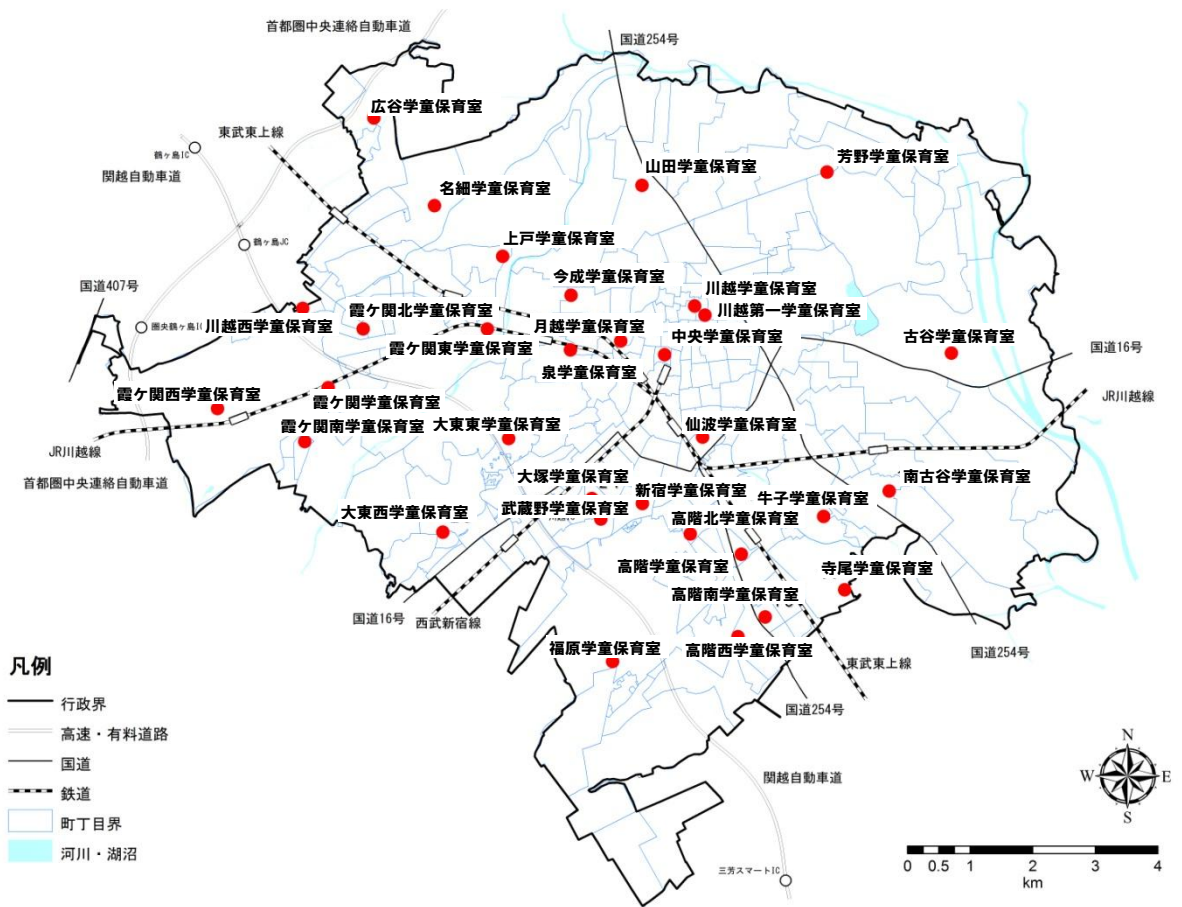 首都圏中央連絡自動車道
国道254号
広谷学童保育室
東武東上線
鶴ヶ島IC
関越自動車道
山田学童保育室
芳野学童保育室
名細学童保育室
上戸学童保育室
鶴ヶ島JC
今成学童保育室
国道407号
川越学童保育室
川越第一学童保育室
圏央鶴ヶ島IC
川越西学童保育室
霞ケ関北学童保育室
月越学童保育室
中央学童保育室
古谷学童保育室
国道16号
霞ケ関東学童保育室
泉学童保育室
霞ケ関西学童保育室
霞ケ関学童保育室
JR川越線
霞ケ関南学童保育室
大東東学童保育室
仙波学童保育室
JR川越線
首都圏中央連絡自動車道
大塚学童保育室
新宿学童保育室
牛子学童保育室
南古谷学童保育室
大東西学童保育室
武蔵野学童保育室
高階北学童保育室
高階学童保育室
寺尾学童保育室
高階南学童保育室
国道16号
西武新宿線
福原学童保育室
高階西学童保育室
東武東上線
国道254号
国道254号
凡例
行政界
高速・有料道路
国道
鉄道
町丁目界
河川・湖沼
関越自動車道
三芳スマートIC
N
W
E
S
0 0.5 1 2 3 4
km